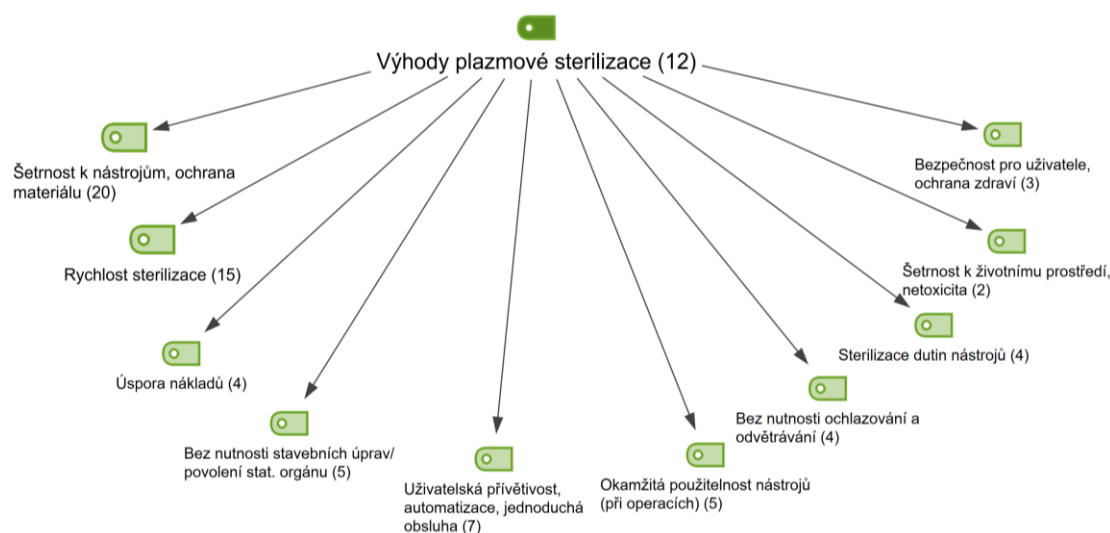 Výhody plazmové sterilizace (12)
Šetrnost k nástrojům, ochrana
materiálu (20)
Rychlost sterilizace (15)
Úspora nákladů (4)
Bez nutnosti stavebních úprav/
povolení stat. orgánu (5)
Uživatelská přívětivost,
automatizace, jednoduchá
obsluha (7)
Okamžitá použitelnost nástrojů
(při operacích) (5)
Bez nutnosti ochlazování a
odvětrávání (4)
Sterilizace dutin nástrojů (4)
Šetrnost k životnímu prostředí,
netoxicita (2)
Bezpečnost pro uživatele,
ochrana zdraví (3)